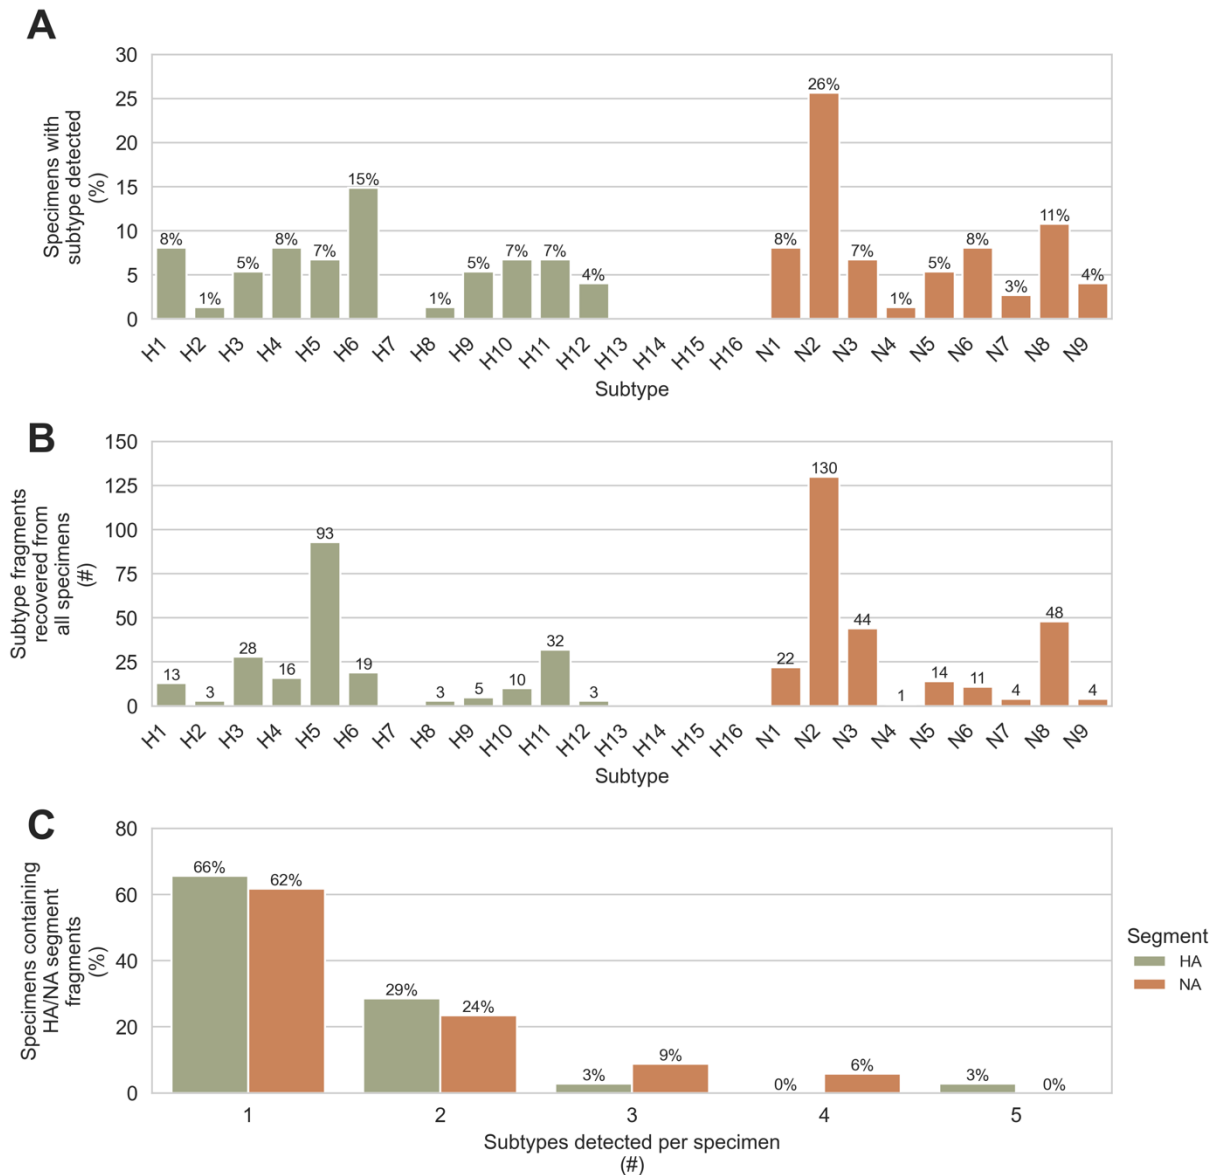 A
Specimens with
subtype detected
(%)
30
25
20
15
10
5
0
8%
1%
5%
8%
7%
15%
1%
5%
7%
7%
4%
8%
26%
7%
1%
5%
8%
3%
11%
4%
H1
H2
H3
H4
H5
H6
H7
H8
H9
H10
H11
H12
H13
H14
H15
H16
N1
N2
N3
N4
N5
N6
N7
N8
N9
Subtype
B
Subtype fragments
recovered from
all specimens
(#)
150
125
100
75
50
25
0
13
3
28
16
93
19
3
5
10
32
3
22
130
44
1
14
11
4
48
4
H1
H2
H3
H4
H5
H6
H7
H8
H9
H10
H11
H12
H13
H14
H15
H16
N1
N2
N3
N4
N5
N6
N7
N8
N9
Subtype
C
Specimens containing
HA/NA segment
fragments
(%)
80
60
40
20
0
66%
62%
29%
24%
3%
9%
0%
6%
3%
0%
1
2
3
4
5
Subtypes detected per specimen
(#)
Segment
HA
NA